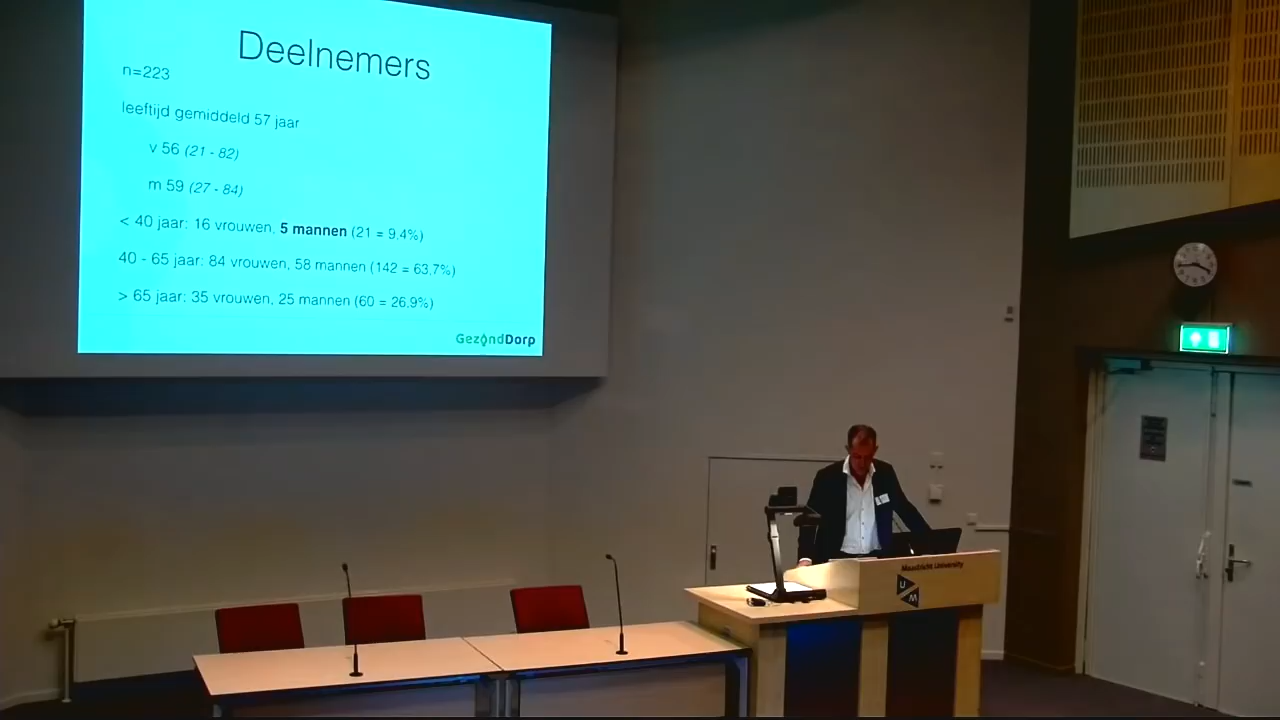 Deelnemers
n=223
leeftijd gemiddeld 57 jaar
v 56 (21 - 82)
m 59 (27 - 84)
< 40 jaar: 16 vrouwen, 5 mannen (21 = 9,4%)
40 - 65 jaar: 84 vrouwen, 58 mannen (142 = 63,7%)
> 65 jaar: 35 vrouwen, 25 mannen (60 = 26,9%)
GezondDorp
Maastricht University
U
M